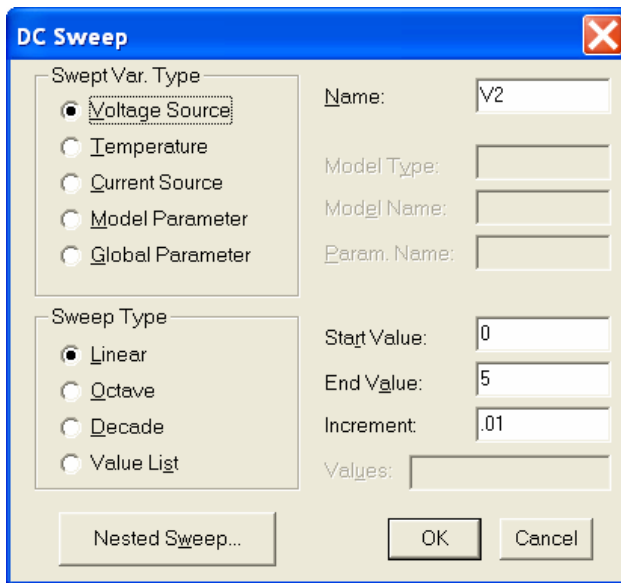 DC Sweep
Swept Var. Type
Voltage Source
Temperature
Current Source
Model Parameter
Global Parameter
Name: V2
Model Type:
Model Name:
Param. Name:
Sweep Type
Linear
Octave
Decade
Value List
Start Value: 0
End Value: 5
Increment: .01
Values:
Nested Sweep...
OK
Cancel